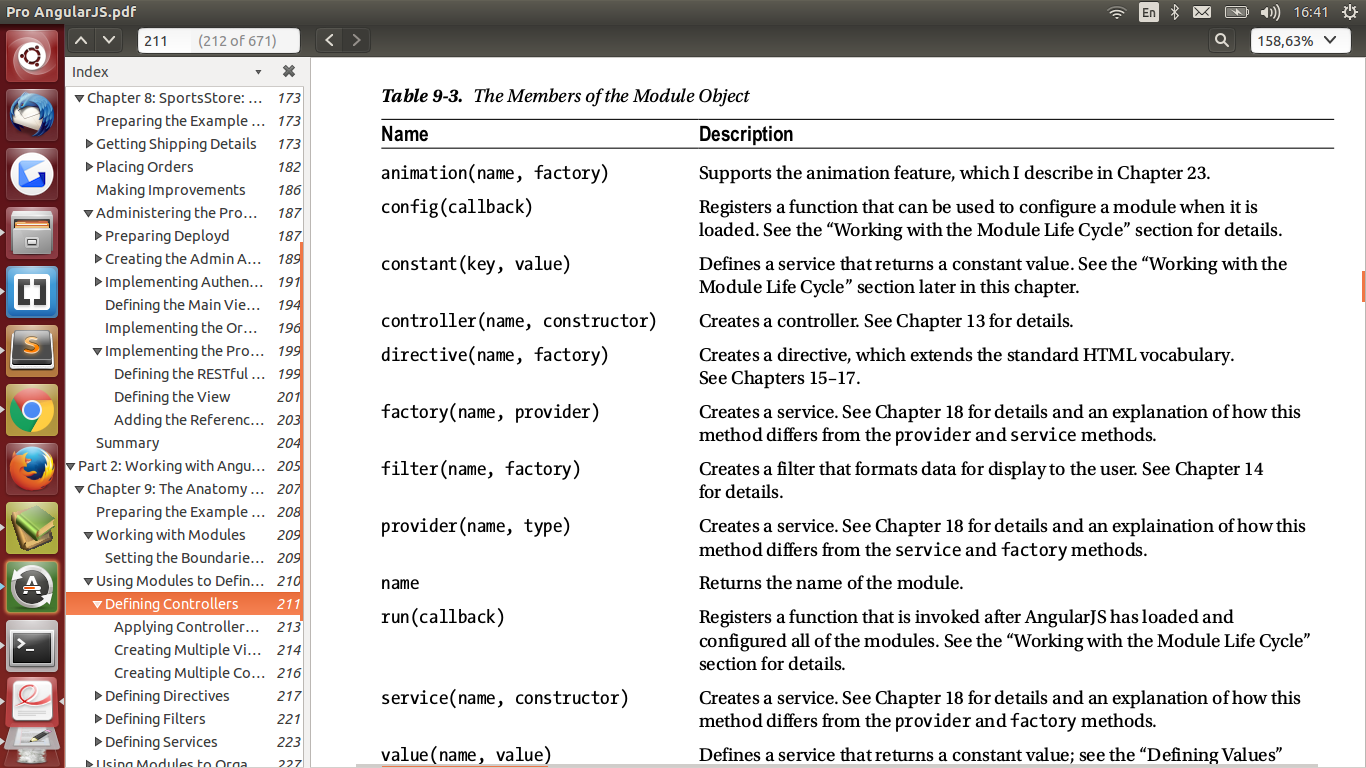 Pro AngularJS.pdf
En
16:41
211 (212 of 671)
158,63%
Index
Chapter 8: SportsStore: … 173
Preparing the Example … 173
Getting Shipping Details 173
Placing Orders 182
Making Improvements 186
Administering the Pro… 187
Preparing Deployd 187
Creating the Admin A… 189
Implementing Authen… 191
Defining the Main Vie… 194
Implementing the Or… 196
Implementing the Pro… 199
Defining the RESTful … 199
Defining the View 201
Adding the Referenc… 203
Summary 204
Part 2: Working with Angu… 205
Chapter 9: The Anatomy … 207
Preparing the Example … 208
Working with Modules 209
Setting the Boundarie… 209
Using Modules to Defin… 210
Defining Controllers 211
Applying Controller… 213
Creating Multiple Vi… 214
Creating Multiple Co… 216
Defining Directives 217
Defining Filters 221
Defining Services 223
Using Modules to Orga… 227
Table 9-3. The Members of the Module Object
Name Description
animation(name, factory) Supports the animation feature, which I describe in Chapter 23.
config(callback) Registers a function that can be used to configure a module when it is
loaded. See the “Working with the Module Life Cycle” section for details.
constant(key, value) Defines a service that returns a constant value. See the “Working with the
Module Life Cycle” section later in this chapter.
controller(name, constructor) Creates a controller. See Chapter 13 for details.
directive(name, factory) Creates a directive, which extends the standard HTML vocabulary.
See Chapters 15–17.
factory(name, provider) Creates a service. See Chapter 18 for details and an explanation of how this
method differs from the provider and service methods.
filter(name, factory) Creates a filter that formats data for display to the user. See Chapter 14
for details.
provider(name, type) Creates a service. See Chapter 18 for details and an explaination of how this
method differs from the service and factory methods.
name Returns the name of the module.
run(callback) Registers a function that is invoked after AngularJS has loaded and
configured all of the modules. See the “Working with the Module Life Cycle”
section for details.
service(name, constructor) Creates a service. See Chapter 18 for details and an explanation of how this
method differs from the provider and factory methods.
value(name, value) Defines a service that returns a constant value; see the “Defining Values”